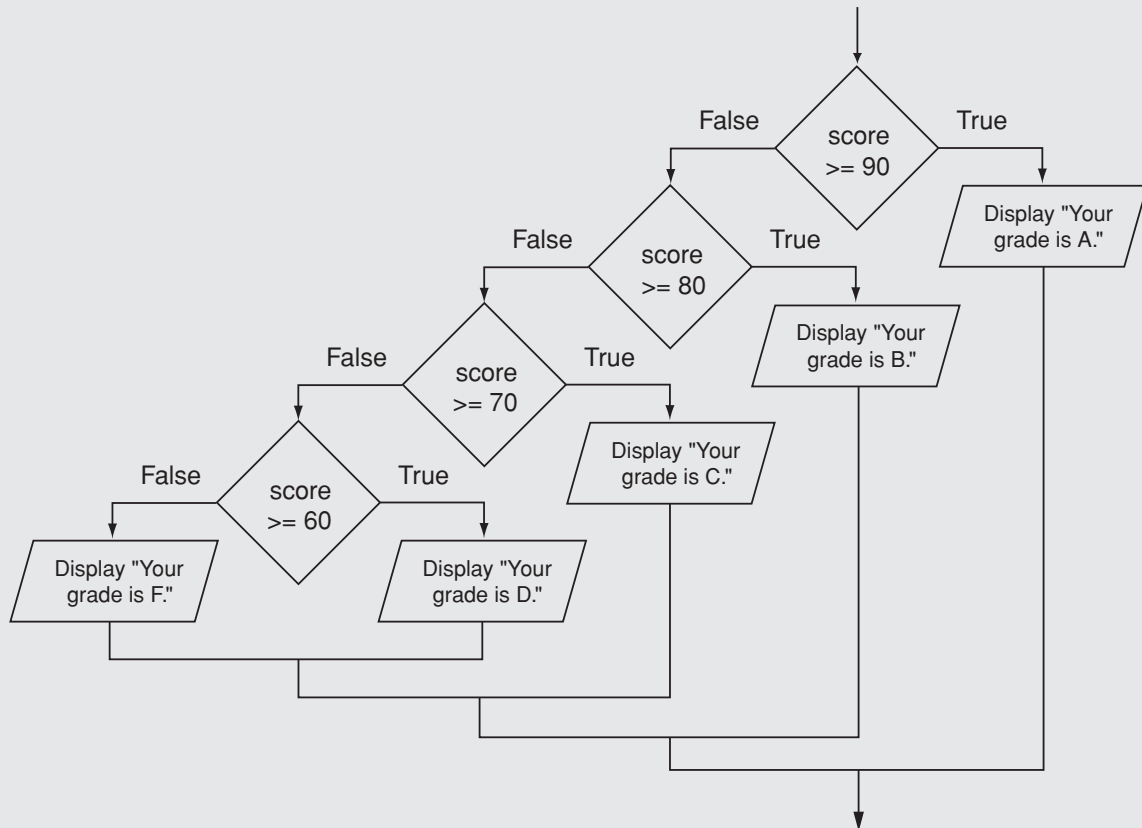 False
True
score
>= 90
Display "Your
grade is A."
False
True
score
>= 80
Display "Your
grade is B."
False
True
score
>= 70
Display "Your
grade is C."
False
True
score
>= 60
Display "Your
grade is F."
Display "Your
grade is D."